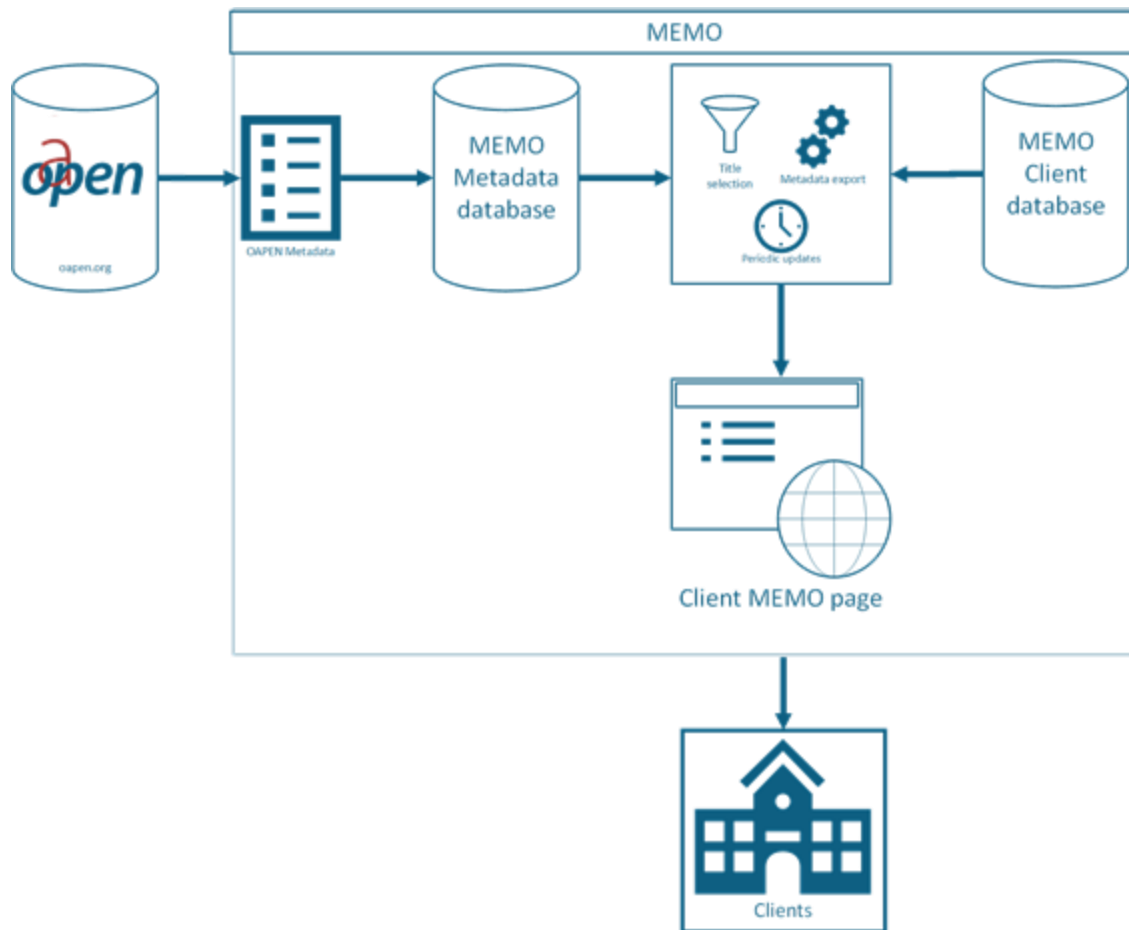 MEMO
oapen
oapen.org
OAPEN Metadata
MEMO
Metadata
database
Title
selection
Metadata export
Periodic updates
MEMO
Client
database
Client MEMO page
Clients